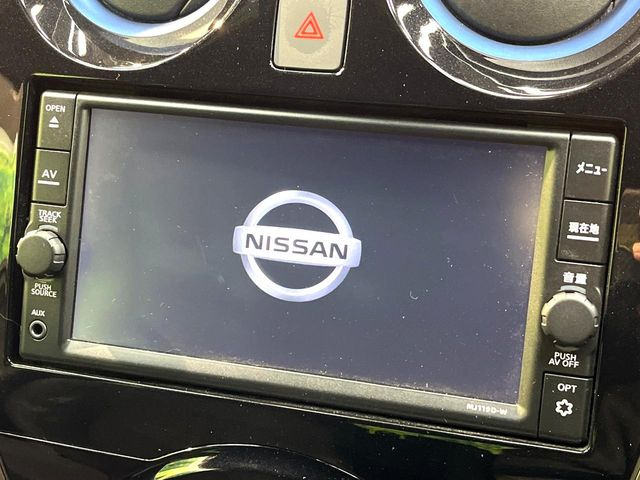 OPEN
AV
TRACK
SEEK
PUSH
SOURCE
AUX
NISSAN
メニュー
現在地
音量
PUSH
AV OFF
OPT
MJ119D-W